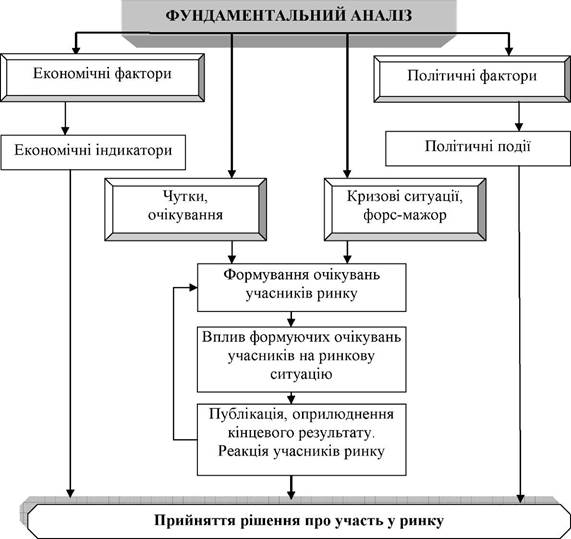 ФУНДАМЕНТАЛЬНИЙ АНАЛІЗ
Економічні фактори
Політичні фактори
Економічні індикатори
Політичні події
Чутки,
очікування
Кризові ситуації,
форс-мажор
Формування очікувань
учасників ринку
Вплив формуючих очікувань
учасників на ринкову
ситуацію
Публікація, оприлюднення
кінцевого результату.
Реакція учасників ринку
Прийняття рішення про участь у ринку